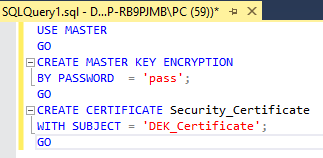 SQLQuery1.sql - D...P-RB9PJMB\PC (59))*
USE MASTER
GO
CREATE MASTER KEY ENCRYPTION
BY PASSWORD = 'pass';
GO
CREATE CERTIFICATE Security_Certificate
WITH SUBJECT = 'DEK_Certificate';
GO